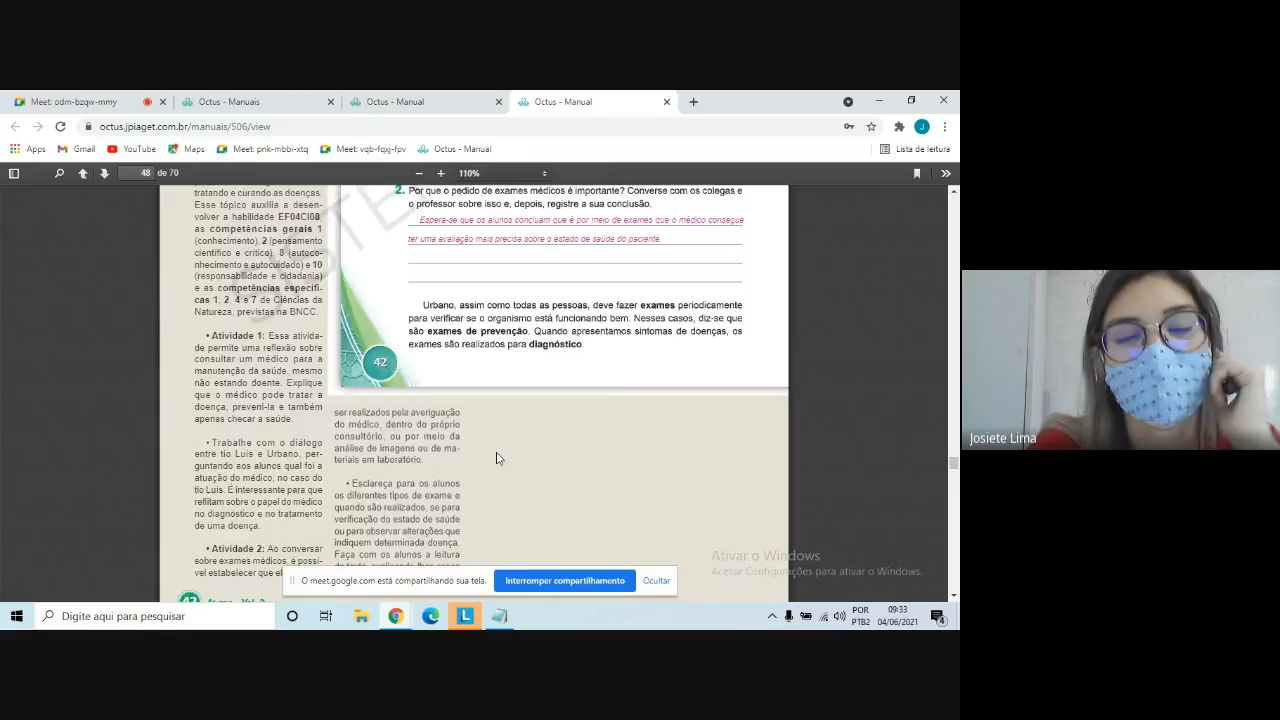 Meet: odm-bzqw-mmy
Octus - Manuais
Octus - Manual
Octus - Manual
octus.jpiaget.com.br/manuais/506/view
Apps
Gmail
YouTube
Maps
Meet: pnk-mbbi-xtq
Meet: vqb-fqxj-fpv
Octus - Manual
Lista de leitura
48 de 70
110%
tratando e curando as doenças.
Esse tópico auxilia a desen-
volver a habilidade EF04CI08,
as competências gerais 1
(conhecimento), 2 (pensamento
científico e crítico), 8 (autoco-
nhecimento e autocuidado) e 10
(responsabilidade e cidadania)
e as competências específi-
cas 1, 2, 4 e 7 de Ciências da
Natureza, previstas na BNCC.
• Atividade 1: Essa ativida-
de permite uma reflexão sobre
consultar um médico para a
manutenção da saúde, mesmo
não estando doente. Explique
que o médico pode tratar a
doença, preveni-la e também
apenas checar a saúde.
• Trabalhe com o diálogo
entre tio Luís e Urbano, per-
guntando aos alunos qual foi a
atuação do médico, no caso do
tio Luís. É interessante para que
reflitam sobre o papel do médico
no diagnóstico e no tratamento
de uma doença.
• Atividade 2: Ao conversar
sobre exames médicos, é possí-
vel estabelecer que el
2. Por que o pedido de exames médicos é importante? Converse com os colegas e
o professor sobre isso e, depois, registre a sua conclusão.
Espera-se que os alunos concluam que é por meio de exames que o médico consegue
ter uma avaliação mais precisa sobre o estado de saúde do paciente.
Urbano, assim como todas as pessoas, deve fazer exames periodicamente
para verificar se o organismo está funcionando bem. Nesses casos, diz-se que
são exames de prevenção. Quando apresentamos sintomas de doenças, os
exames são realizados para diagnóstico.
42
ser realizados pela averiguação
do médico, dentro do próprio
consultório, ou por meio da
análise de imagens ou de ma-
teriais em laboratório.
• Esclareça para os alunos
os diferentes tipos de exame e
quando são realizados, se para
verificação do estado de saúde
ou para observar alterações que
indiquem determinada doença.
Faça com os alunos a leitura
Josiete Lima
Ativar o Windows
Acesse Configurações para ativar o Windows.
O meet.google.com está compartilhando sua tela.
Interromper compartilhamento
Ocultar
Digite aqui para pesquisar
POR
PTB2
09:33
04/06/2021